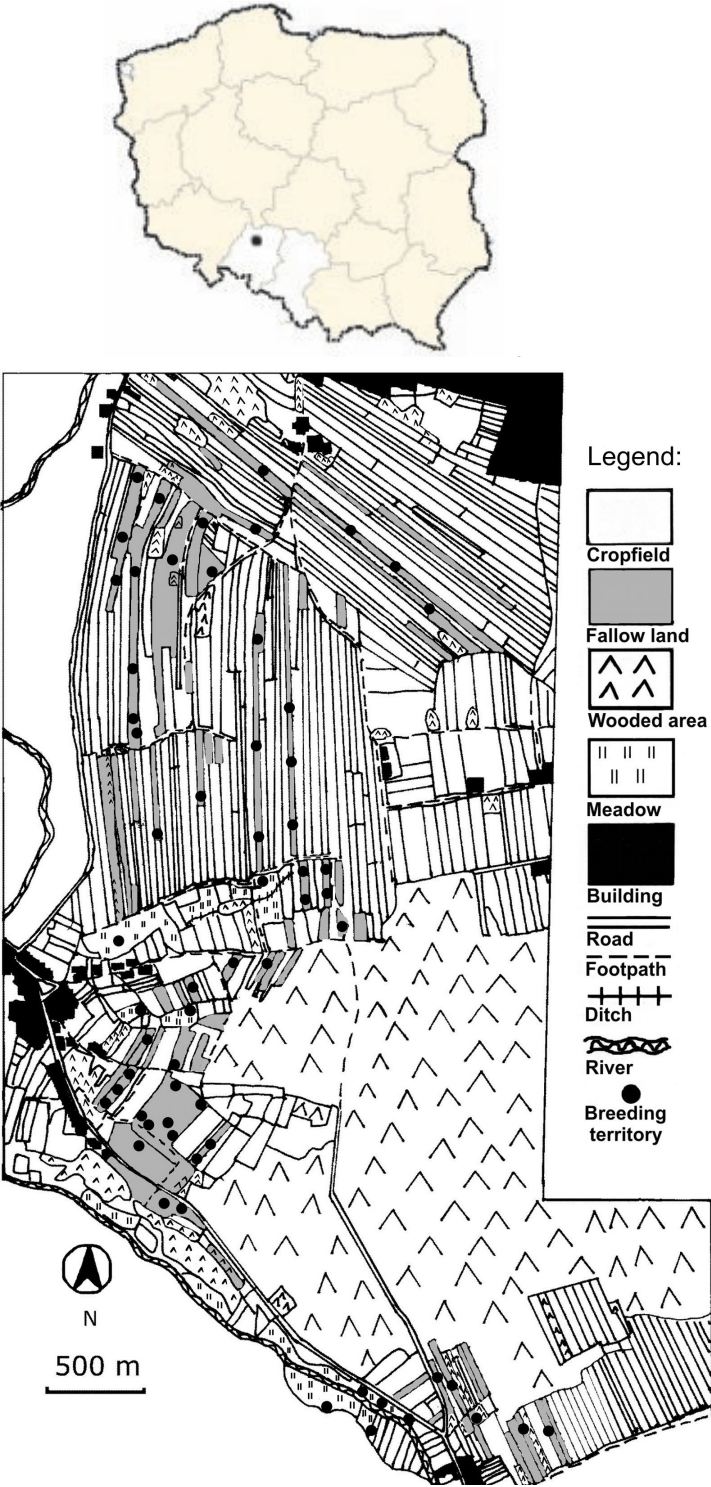 Legend:
Cropfield
Fallow land
Wooded area
Meadow
Building
Road
Footpath
Ditch
River
Breeding
territory
N
500 m